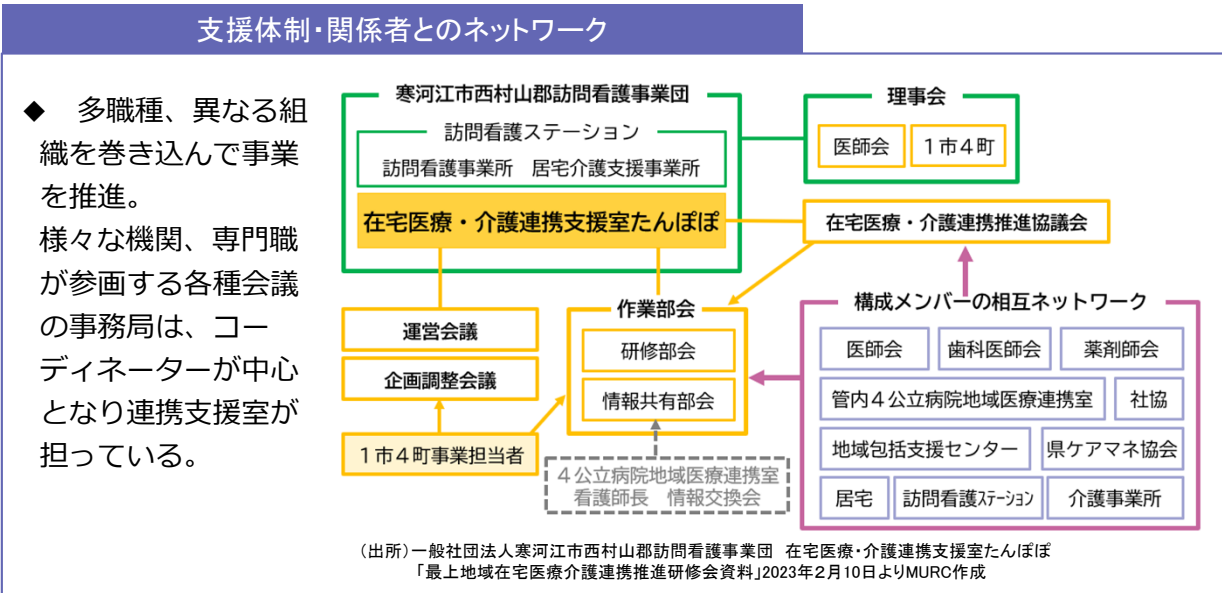 支援体制・関係者とのネットワーク
◆ 多職種、異なる組
織を巻き込んで事業
を推進。
様々な機関、専門職
が参画する各種会議
の事務局は、コー
ディネーターが中心
となり連携支援室が
担っている。
寒河江市西村山郡訪問看護事業団
訪問看護ステーション
訪問看護事業所 居宅介護支援事業所
在宅医療・介護連携支援室たんぽぽ
理事会
医師会 1市4町
在宅医療・介護連携推進協議会
運営会議
企画調整会議
1市4町事業担当者
作業部会
研修部会
情報共有部会
4公立病院地域医療連携室
看護師長 情報交換会
構成メンバーの相互ネットワーク
医師会 歯科医師会 薬剤師会
管内4公立病院地域医療連携室 社協
地域包括支援センター 県ケアマネ協会
居宅 訪問看護ステーション 介護事業所
（出所）一般社団法人寒河江市西村山郡訪問看護事業団 在宅医療・介護連携支援室たんぽぽ
「最上地域在宅医療介護連携推進研修会資料」2023年2月10日よりMURC作成